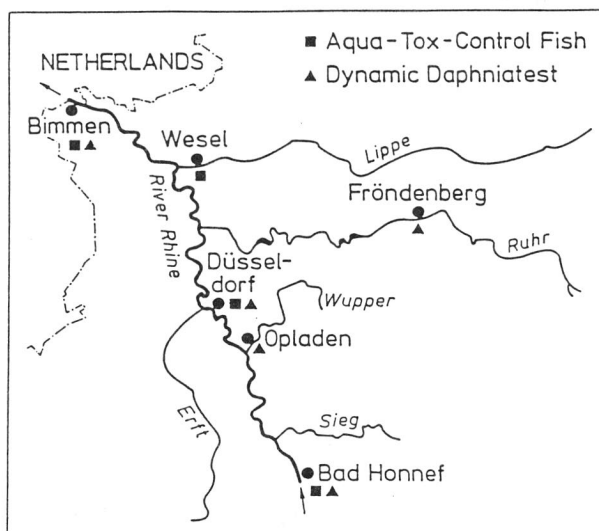 ■ Aqua-Tox-Control Fish
▲ Dynamic Daphniatest
NETHERLANDS
Bimmen
Wesel
Lippe
River Rhine
Fröndenberg
Ruhr
Düssel-
dorf
Wupper
Opladen
Erft
Sieg
Bad Honnef